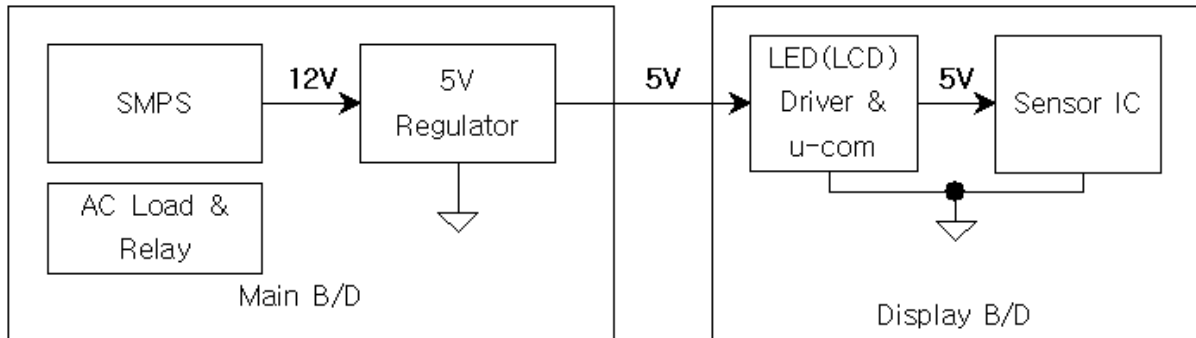 SMPS
12V
5V
Regulator
5V
LED(LCD)
Driver &
u-com
5V
Sensor IC
AC Load &
Relay
Main B/D
Display B/D